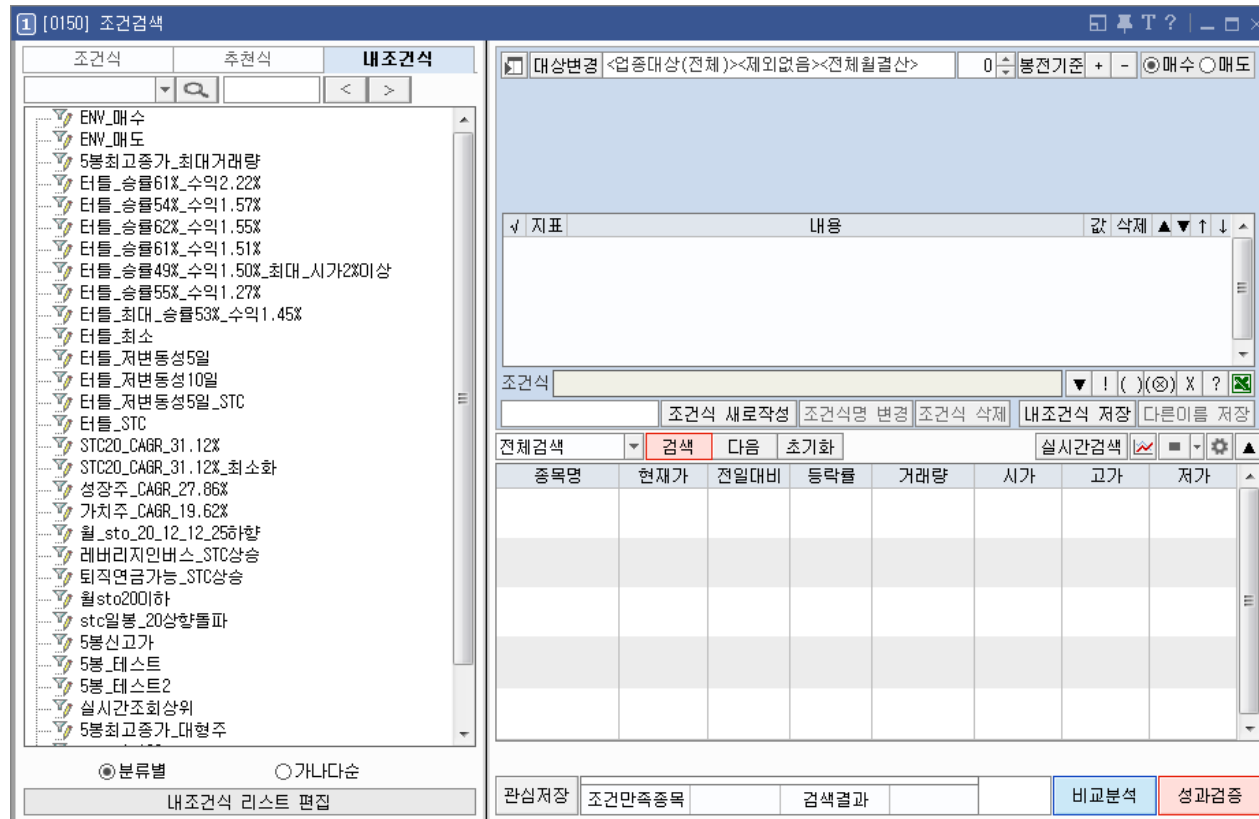 1 [0150] 조건검색
T ?
조건식 추천식 내조건식
< >
ENV_매수
ENV_매도
5봉최고종가_최대거래량
터틀_승률61%_수익2.22%
터틀_승률54%_수익1.57%
터틀_승률62%_수익1.55%
터틀_승률61%_수익1.51%
터틀_승률49%_수익1.50%_최대_시가2%이상
터틀_승률55%_수익1.27%
터틀_최대_승률53%_수익1.45%
터틀_최소
터틀_저변동성5일
터틀_저변동성10일
터틀_저변동성5일_STC
터틀_STC
STC20_CAGR_31.12%
STC20_CAGR_31.12%_최소화
성장주_CAGR_27.86%
가치주_CAGR_19.62%
월_sto_20_12_12_25하향
레버리지인버스_STC상승
퇴직연금가능_STC상승
월sto20이하
stc일봉_20상향돌파
5봉신고가
5봉_테스트
5봉_테스트2
실시간조회상위
5봉최고종가_대형주
분류별 가나다순
내조건식 리스트 편집
대상변경 <업종대상(전체)><제외없음><전체월결산> 0 봉전기준 + - 매수 매도
√ 지표 내용 값 삭제 ▲ ▼ ↑ ↓
조건식 ▼ ! ( ) (⊗) X ?
조건식 새로작성 조건식명 변경 조건식 삭제 내조건식 저장 다른이름 저장
전체검색 검색 다음 초기화 실시간검색 ▲
종목명 현재가 전일대비 등락률 거래량 시가 고가 저가
관심저장 조건만족종목 검색결과 비교분석 성과검증